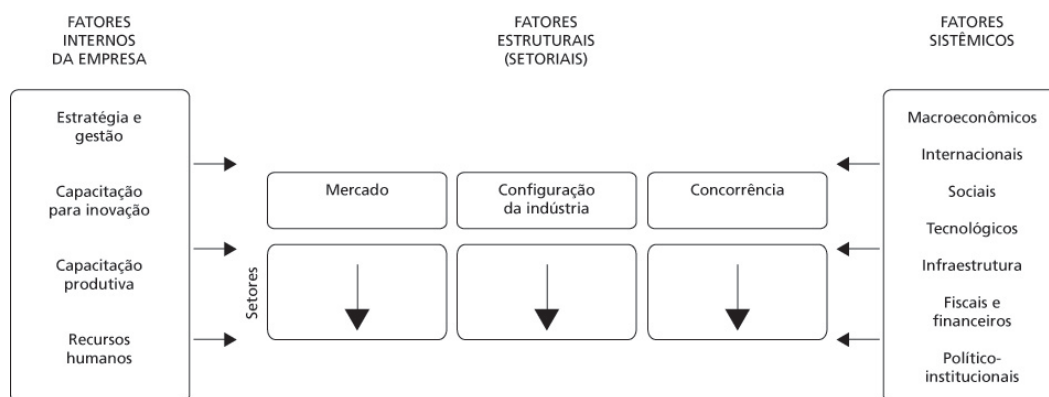 FATORES
INTERNOS
DA EMPRESA
Estratégia e
gestão
Capacitação
para inovação
Capacitação
produtiva
Recursos
humanos
FATORES
ESTRUTURAIS
(SETORIAIS)
Mercado
Configuração
da indústria
Concorrência
Setores
FATORES
SISTÊMICOS
Macroeconômicos
Internacionais
Sociais
Tecnológicos
Infraestrutura
Fiscais e
financeiros
Político-
institucionais